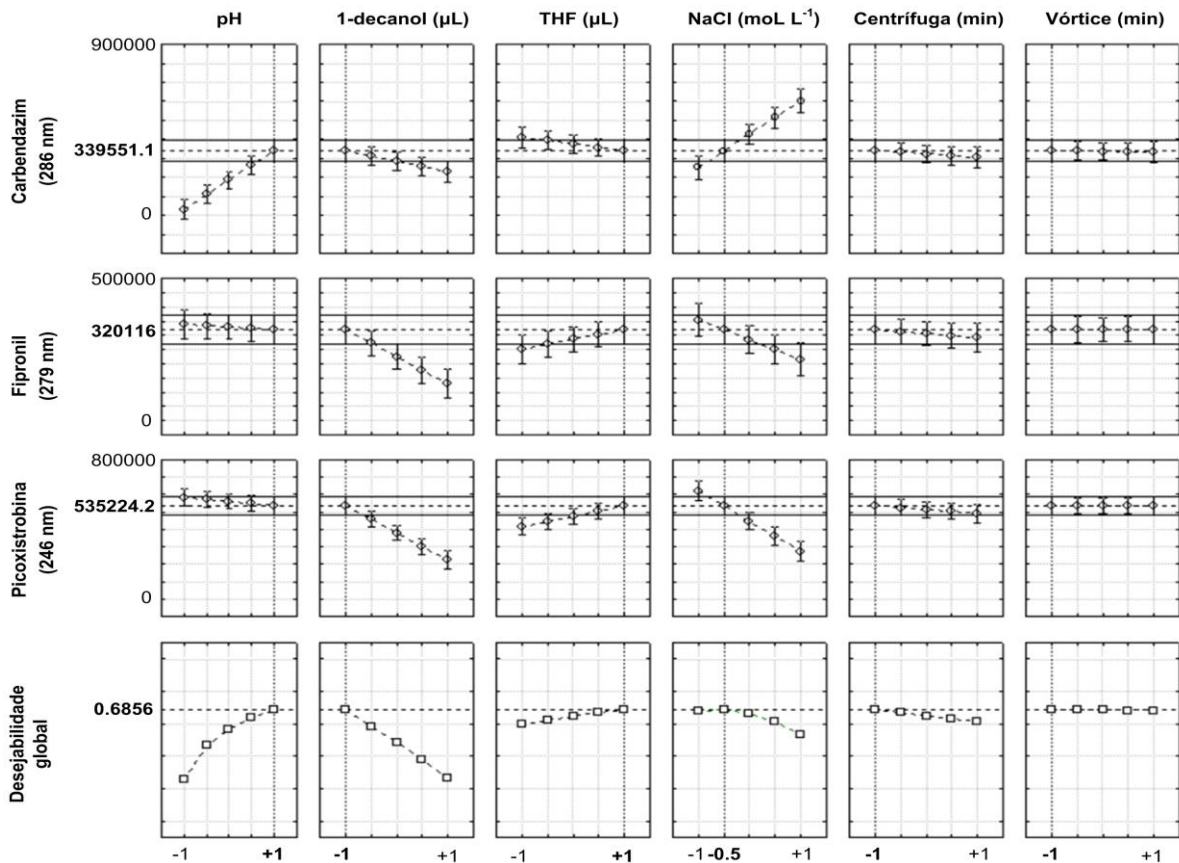 pH 1-decanol (µL) THF (µL) NaCl (moL L⁻¹) Centrífuga (min) Vórtice (min)
Carbendazim
(286 nm)
900000
339551.1
0
Fipronil
(279 nm)
500000
320116
0
Picoxistrobina
(246 nm)
800000
535224.2
0
Desejabilidade
global
0.6856
-1 +1 -1 +1 -1 +1 -1 -0.5 +1 -1 +1 -1 +1